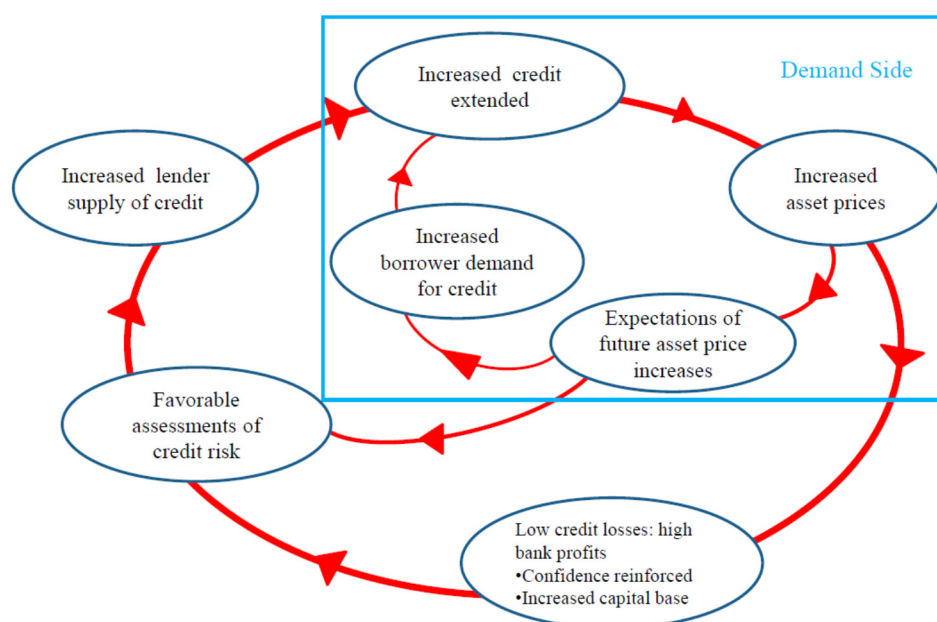 Demand Side
Increased credit
extended
Increased lender
supply of credit
Increased
asset prices
Increased
borrower demand
for credit
Expectations of
future asset price
increases
Favorable
assessments of
credit risk
Low credit losses: high
bank profits
•Confidence reinforced
•Increased capital base